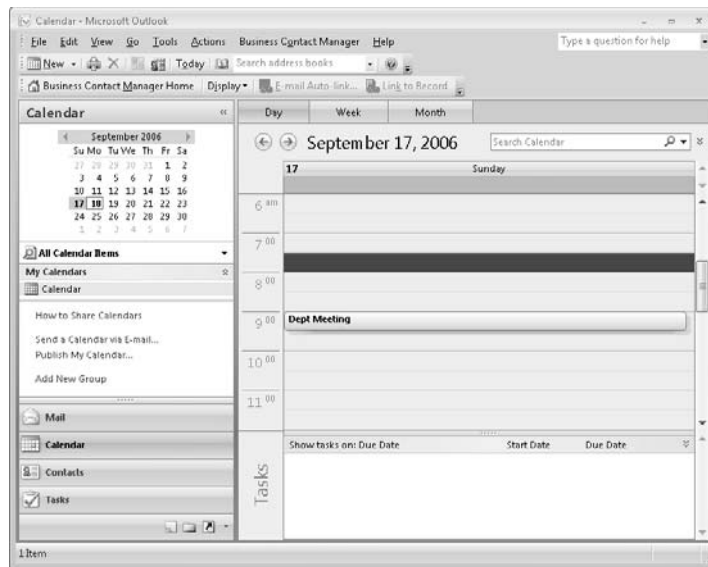 Calendar - Microsoft Outlook
File Edit View Go Tools Actions Business Contact Manager Help
Type a question for help
New Today Search address books
Business Contact Manager Home Display E-mail Auto-link... Link to Record
Calendar
Day Week Month
September 2006
September 17, 2006
Search Calendar
Su Mo Tu We Th Fr Sa
27 28 29 30 31 1 2
3 4 5 6 7 8 9
10 11 12 13 14 15 16
17 18 19 20 21 22 23
24 25 26 27 28 29 30
1 2 3 4 5 6 7
17 Sunday
6 am
7 00
8 00
9 00 Dept Meeting
10 00
11 00
All Calendar Items
My Calendars
Calendar
How to Share Calendars
Send a Calendar via E-mail...
Publish My Calendar...
Add New Group
Mail
Calendar
Contacts
Tasks
Tasks
Show tasks on: Due Date Start Date Due Date
1 Item